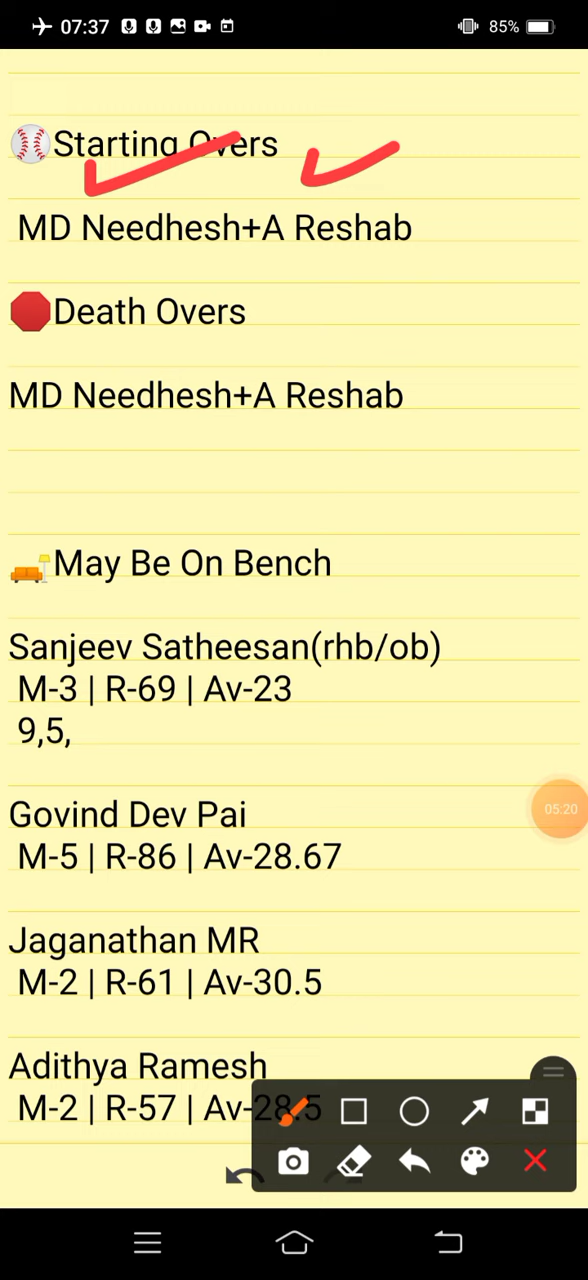 07:37
85%
Starting Overs
MD Needhesh+A Reshab
Death Overs
MD Needhesh+A Reshab
May Be On Bench
Sanjeev Satheesan(rhb/ob)
M-3 | R-69 | Av-23
9,5,
05:20
Govind Dev Pai
M-5 | R-86 | Av-28.67
Jaganathan MR
M-2 | R-61 | Av-30.5
Adithya Ramesh
M-2 | R-57 | Av-28.5